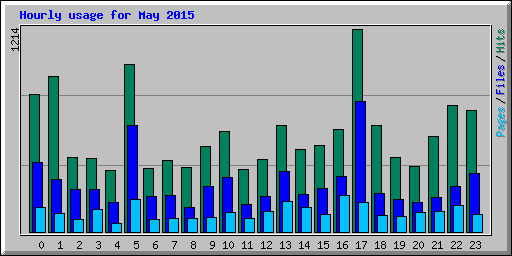 Hourly usage for May 2015
1214
Pages / Files / Hits
0 1 2 3 4 5 6 7 8 9 10 11 12 13 14 15 16 17 18 19 20 21 22 23